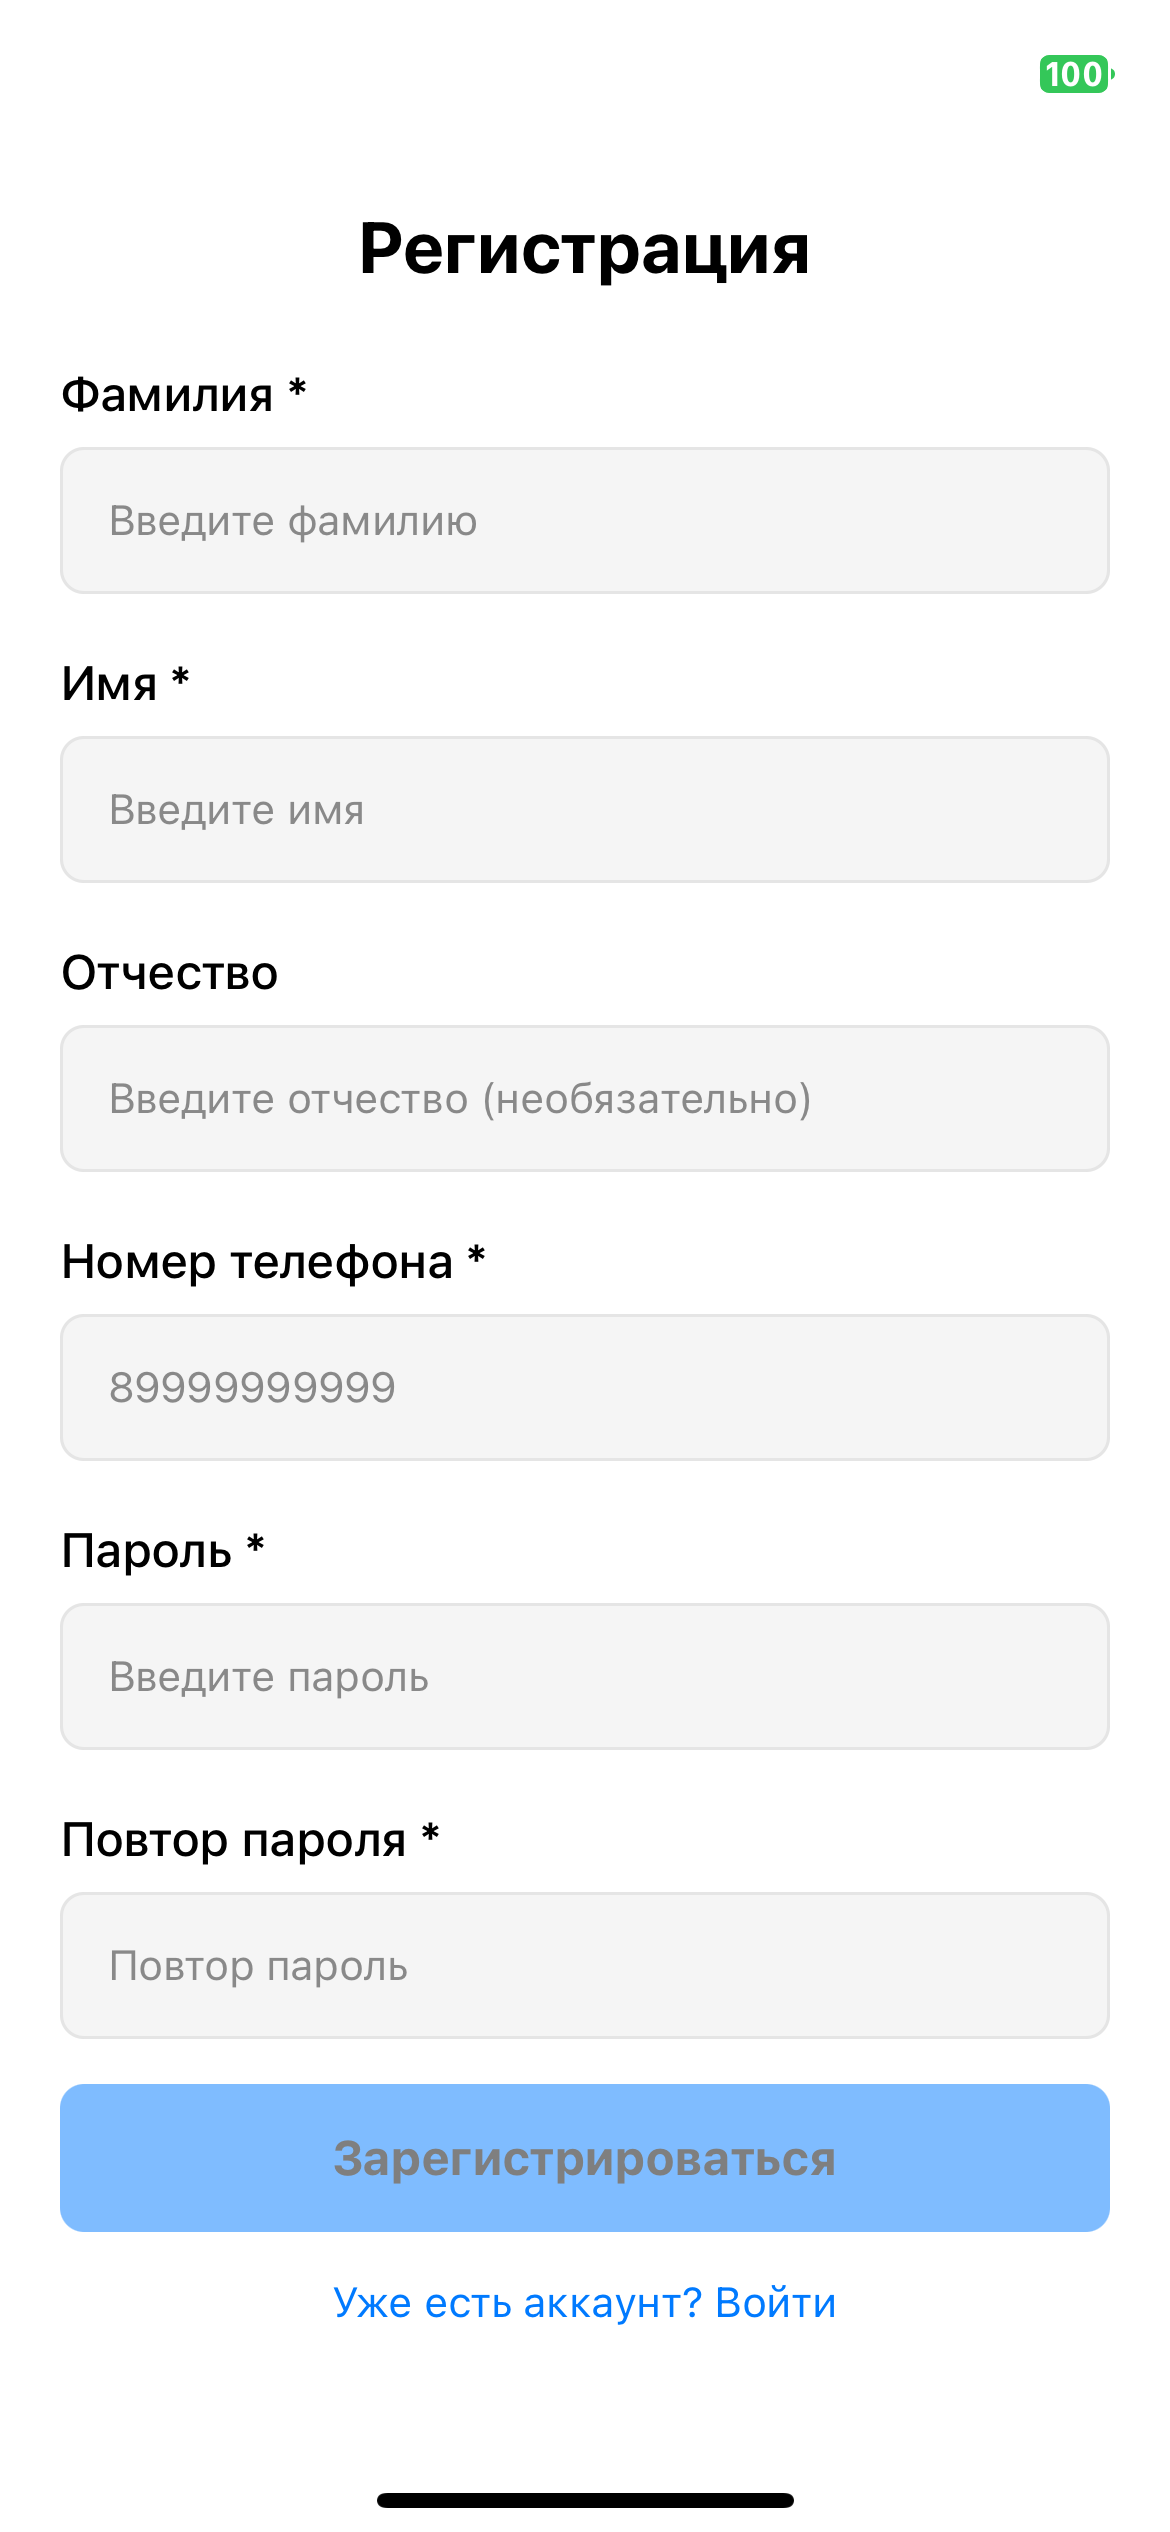 100
Регистрация
Фамилия *
Введите фамилию
Имя *
Введите имя
Отчество
Введите отчество (необязательно)
Номер телефона *
89999999999
Пароль *
Введите пароль
Повтор пароля *
Повтор пароль
Зарегистрироваться
Уже есть аккаунт? Войти